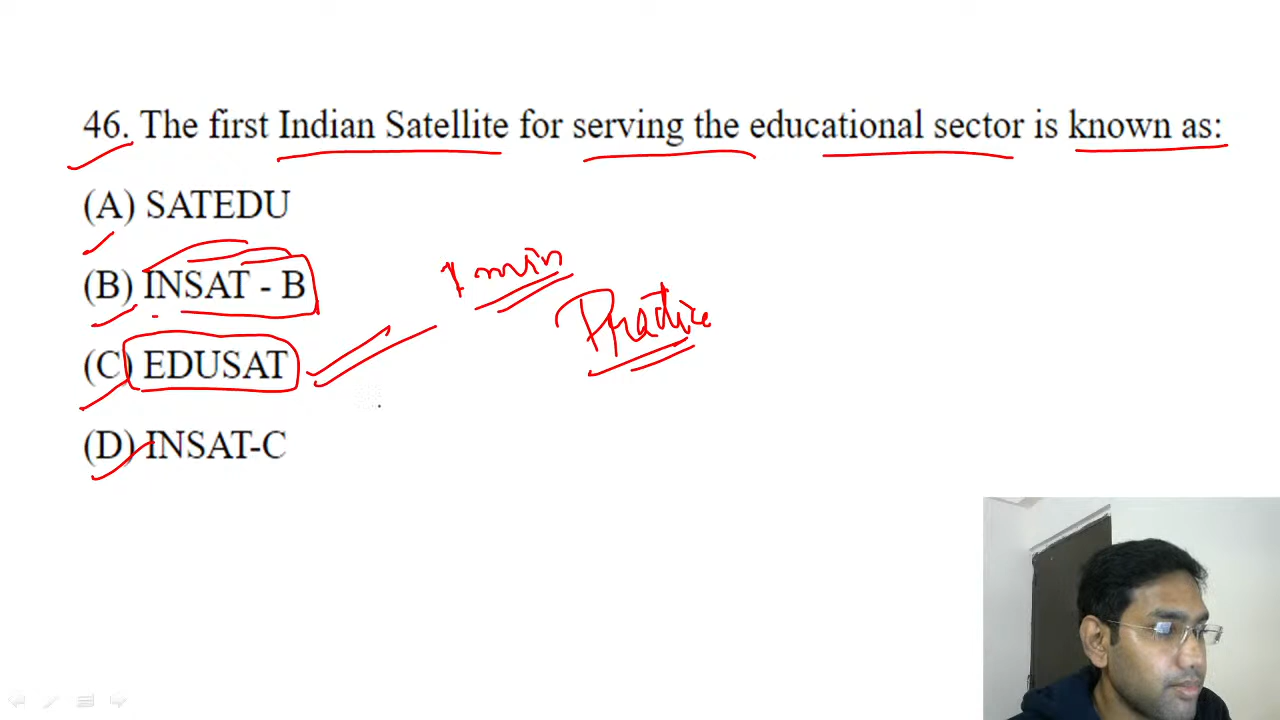 46. The first Indian Satellite for serving the educational sector is known as:
(A) SATEDU
(B) INSAT - B
(C) EDUSAT
(D) INSAT-C
1 min
Practice